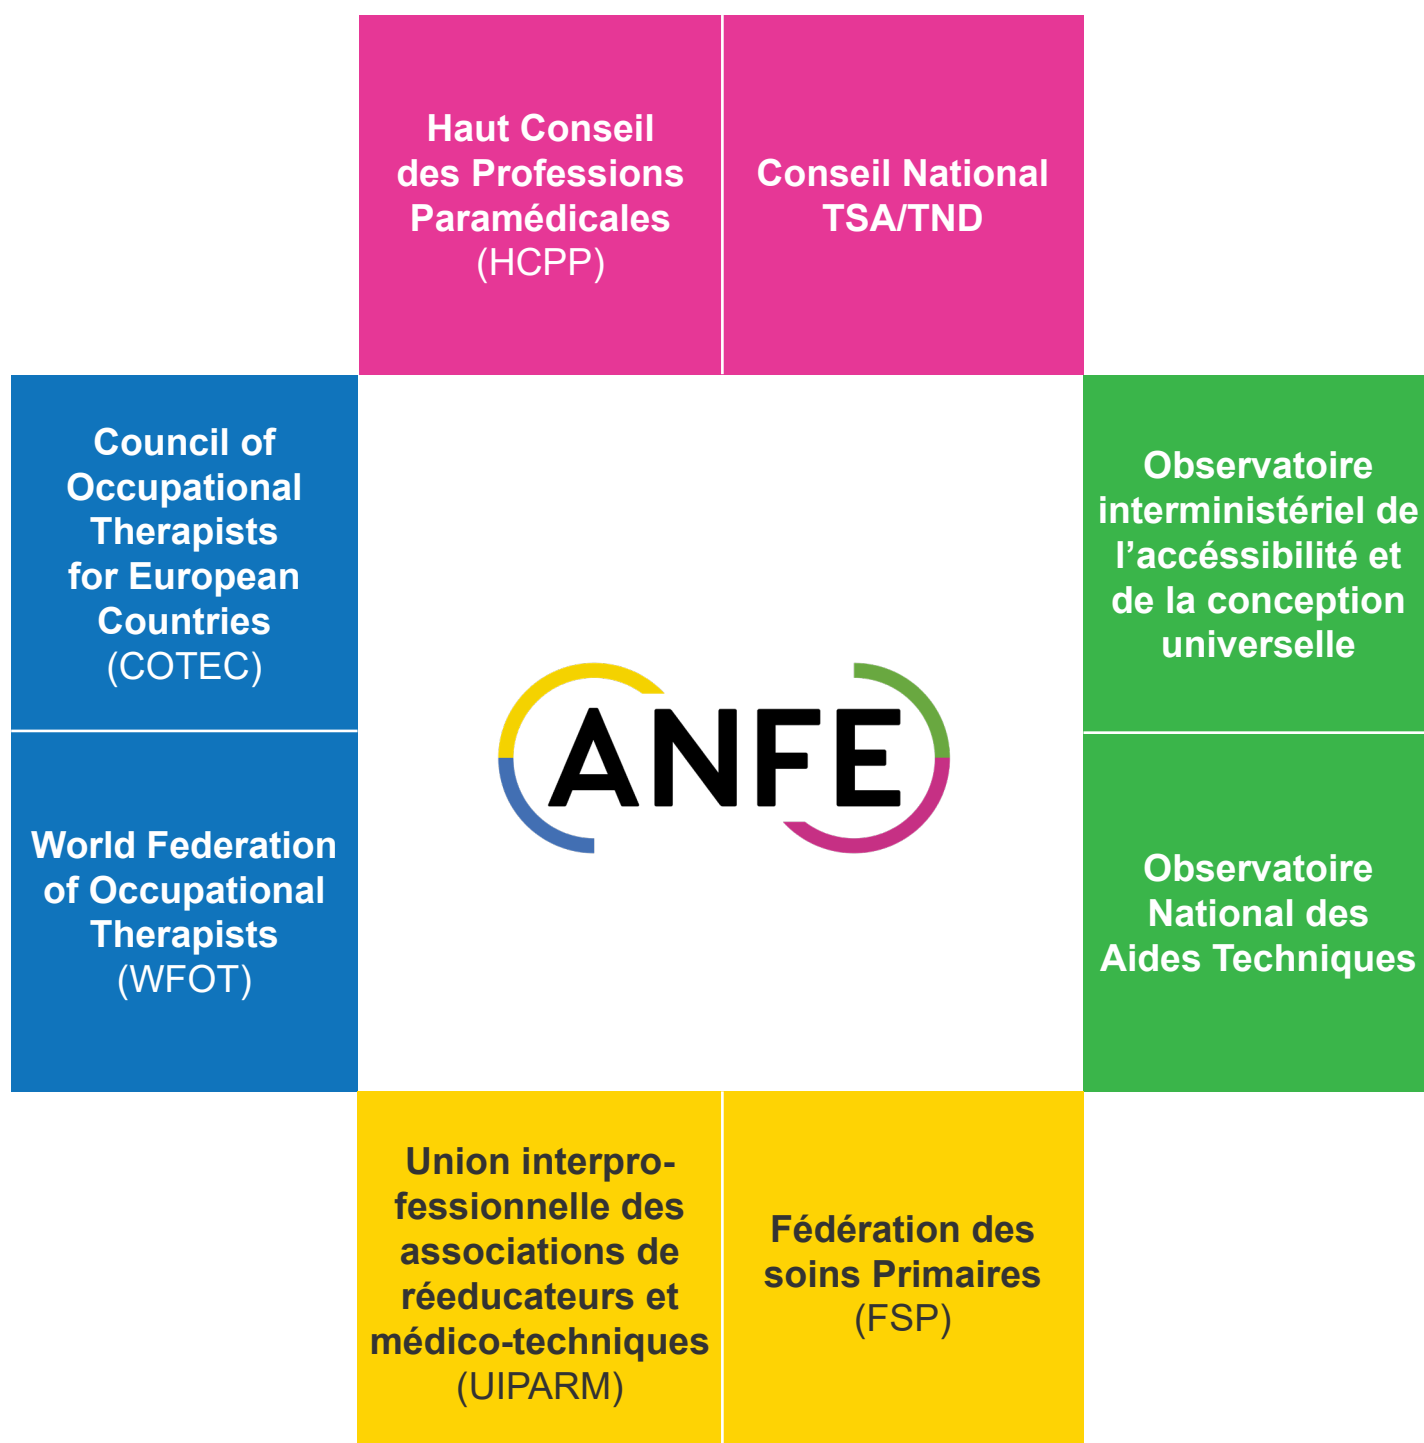 Haut Conseil
des Professions
Paramédicales
(HCPP)
Conseil National
TSA/TND
Council of
Occupational
Therapists
for European
Countries
(COTEC)
Observatoire
interministériel de
l’accéssibilité et
de la conception
universelle
ANFE
World Federation
of Occupational
Therapists
(WFOT)
Observatoire
National des
Aides Techniques
Union interpro-
fessionnelle des
associations de
réeducateurs et
médico-techniques
(UIPARM)
Fédération des
soins Primaires
(FSP)